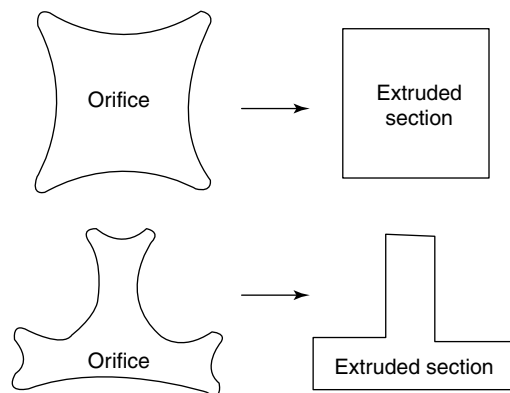 Orifice
Extruded
section
Orifice
Extruded section